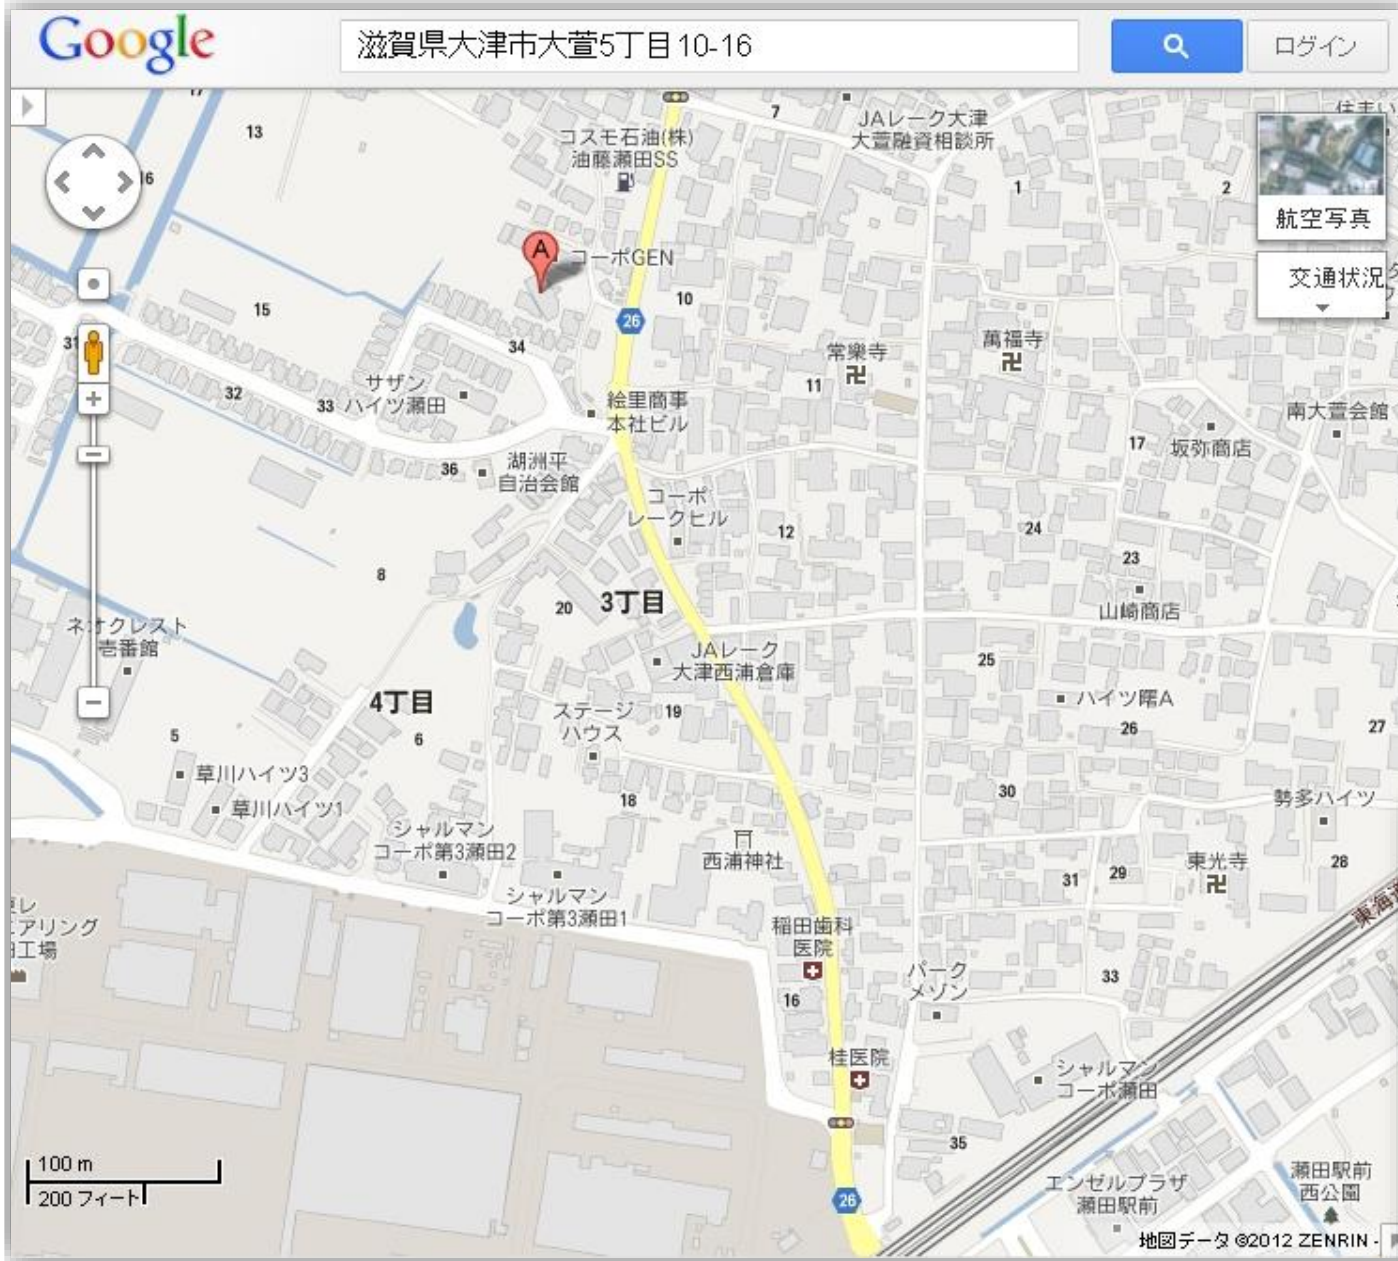 Google
滋賀県大津市大萱5丁目10-16
ログイン
17
13
16
コスモ石油(株)
油藤瀬田SS
7
JAレーク大津
大萱融資相談所
住まい
1
2
航空写真
交通状況
A
コーポGEN
10
15
26
34
31
32
33
サザン
ハイツ瀬田
常樂寺
萬福寺
11
絵里商事
本社ビル
南大萱会館
17
坂弥商店
36
湖洲平
自治会館
コーポ
レークヒル
12
24
23
8
20
3丁目
山崎商店
ネオクレスト
壱番館
JAレーク
大津西浦倉庫
25
4丁目
ハイツ曙A
26
27
5
6
ステージ
ハウス
19
草川ハイツ3
草川ハイツ1
18
30
勢多ハイツ
シャルマン
コーポ第3瀬田2
西浦神社
東光寺
28
31
29
シャルマン
コーポ第3瀬田1
稲田歯科
医院
東海道
アリング
工場
パーク
メゾン
33
16
桂医院
シャルマン
コーポ瀬田
35
100 m
200 フィート
エンゼルプラザ
瀬田駅前
瀬田駅前
西公園
26
地図データ ©2012 ZENRIN -